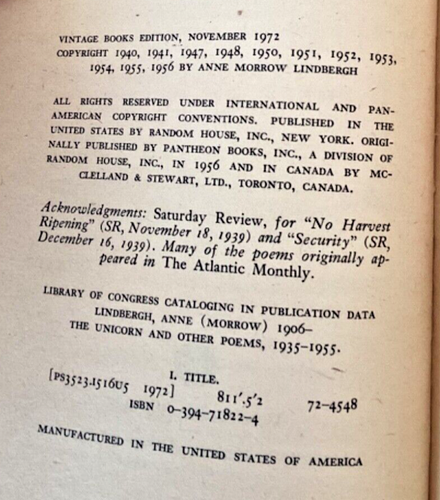 VINTAGE BOOKS EDITION, NOVEMBER 1972
COPYRIGHT 1940, 1941, 1947, 1948, 1950, 1951, 1952, 1953,
1954, 1955, 1956 BY ANNE MORROW LINDBERGH
ALL RIGHTS RESERVED UNDER INTERNATIONAL AND PAN-
AMERICAN COPYRIGHT CONVENTIONS. PUBLISHED IN THE
UNITED STATES BY RANDOM HOUSE, INC., NEW YORK. ORIGI-
NALLY PUBLISHED BY PANTHEON BOOKS, INC., A DIVISION OF
RANDOM HOUSE, INC., IN 1956 AND IN CANADA BY MC-
CLELLAND & STEWART, LTD., TORONTO, CANADA.
Acknowledgments: Saturday Review, for "No Harvest
Ripening" (SR, November 18, 1939) and "Security" (SR,
December 16, 1939). Many of the poems originally ap-
peared in The Atlantic Monthly.
LIBRARY OF CONGRESS CATALOGING IN PUBLICATION DATA
LINDBERGH, ANNE (MORROW) 1906–
THE UNICORN AND OTHER POEMS, 1935–1955.
I. TITLE.
[PS3523.I516U5 1972] 811'.5'2 72-4548
ISBN 0-394-71822-4
MANUFACTURED IN THE UNITED STATES OF AMERICA